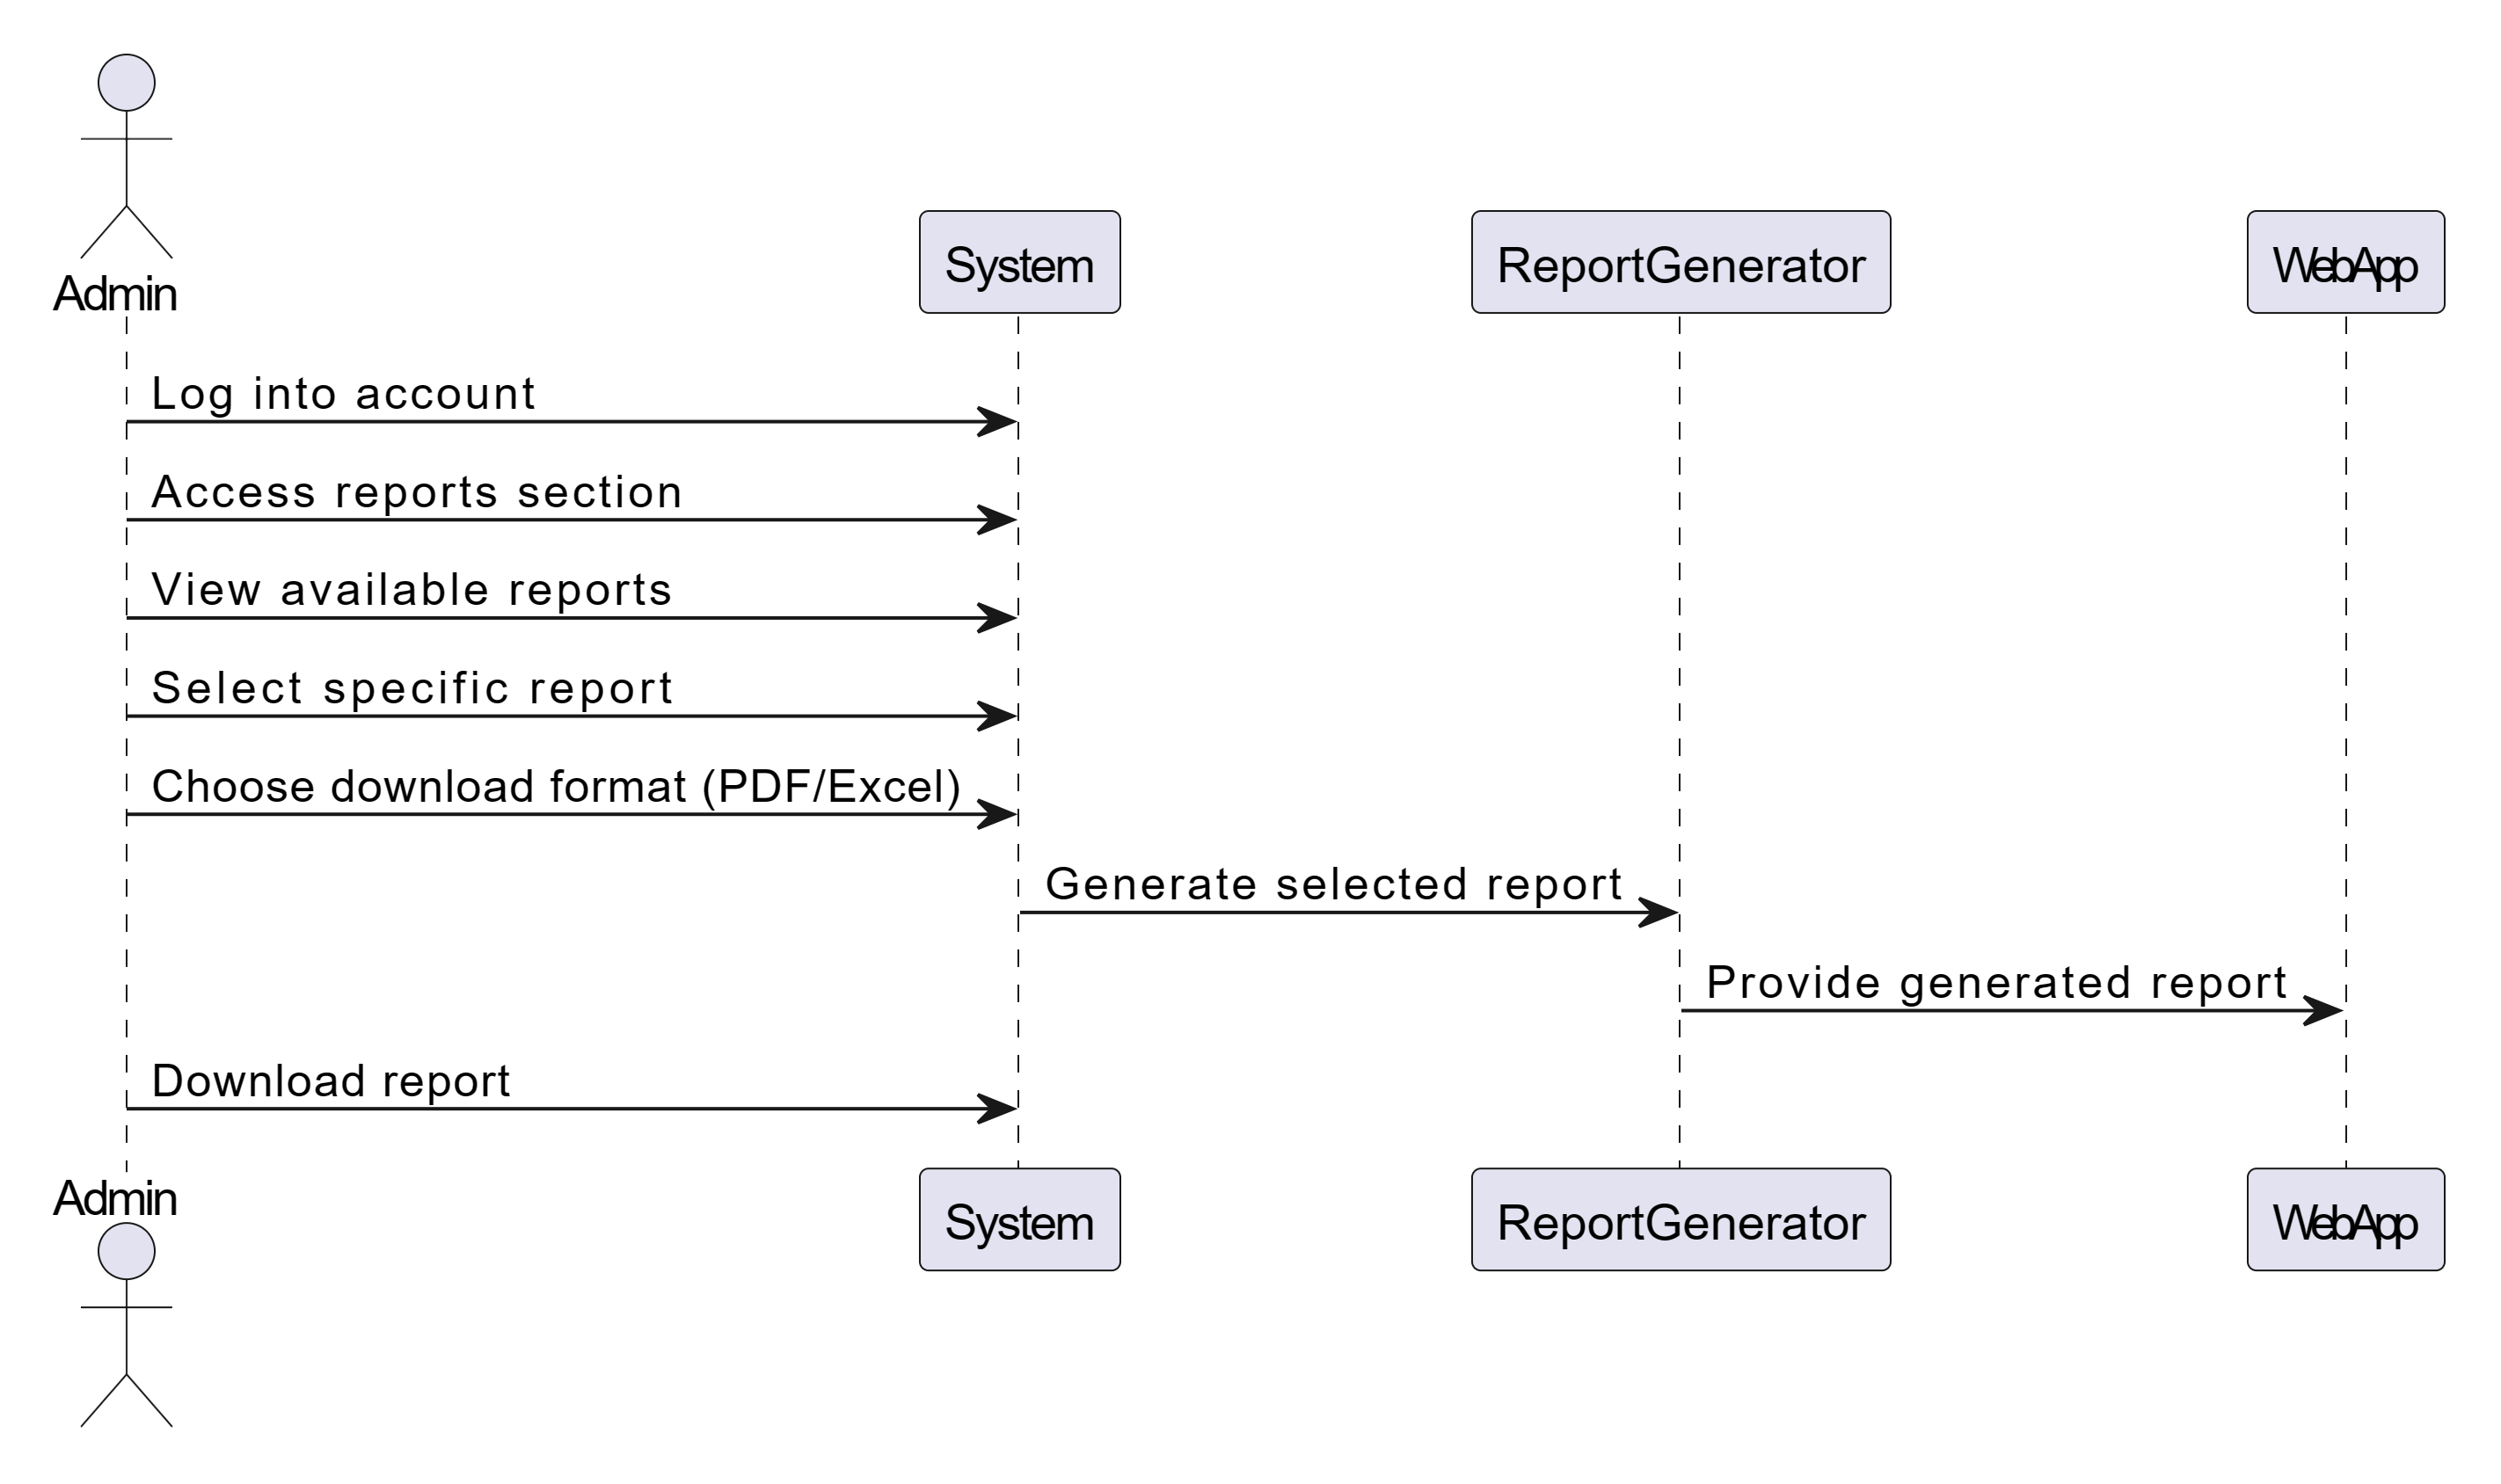 Admin
System
ReportGenerator
WebApp
Log into account
Access reports section
View available reports
Select specific report
Choose download format (PDF/Excel)
Generate selected report
Provide generated report
Download report
Admin
System
ReportGenerator
WebApp